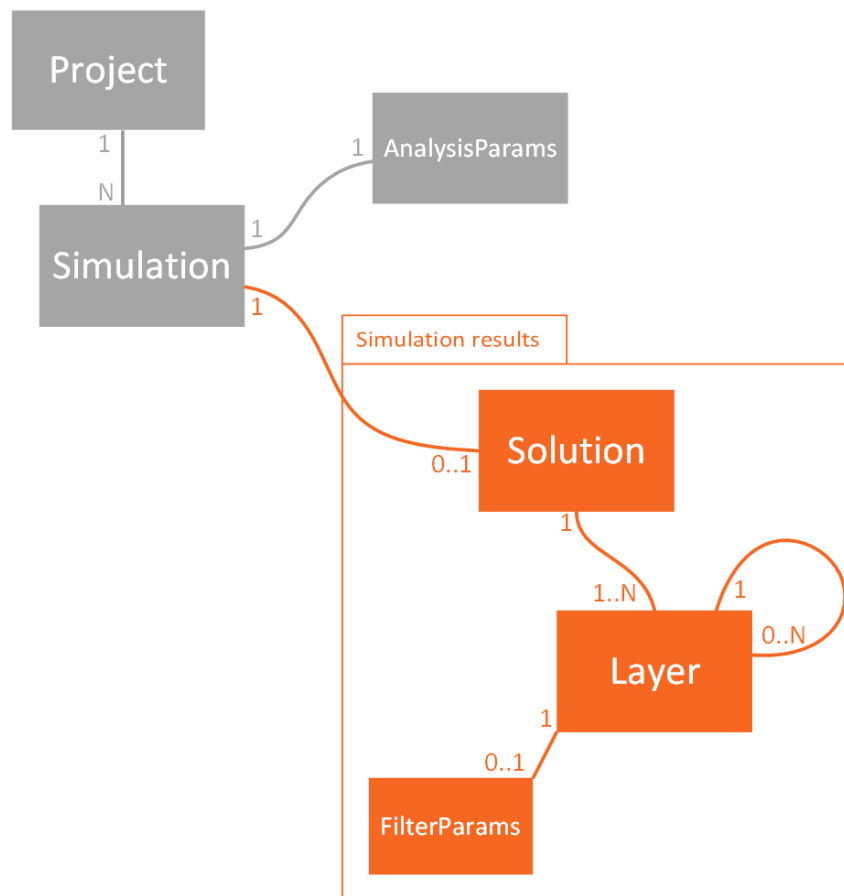 Project
1
N
AnalysisParams
1
Simulation
1
1
Simulation results
Solution
0..1
1
1..N
1
0..N
Layer
1
0..1
FilterParams